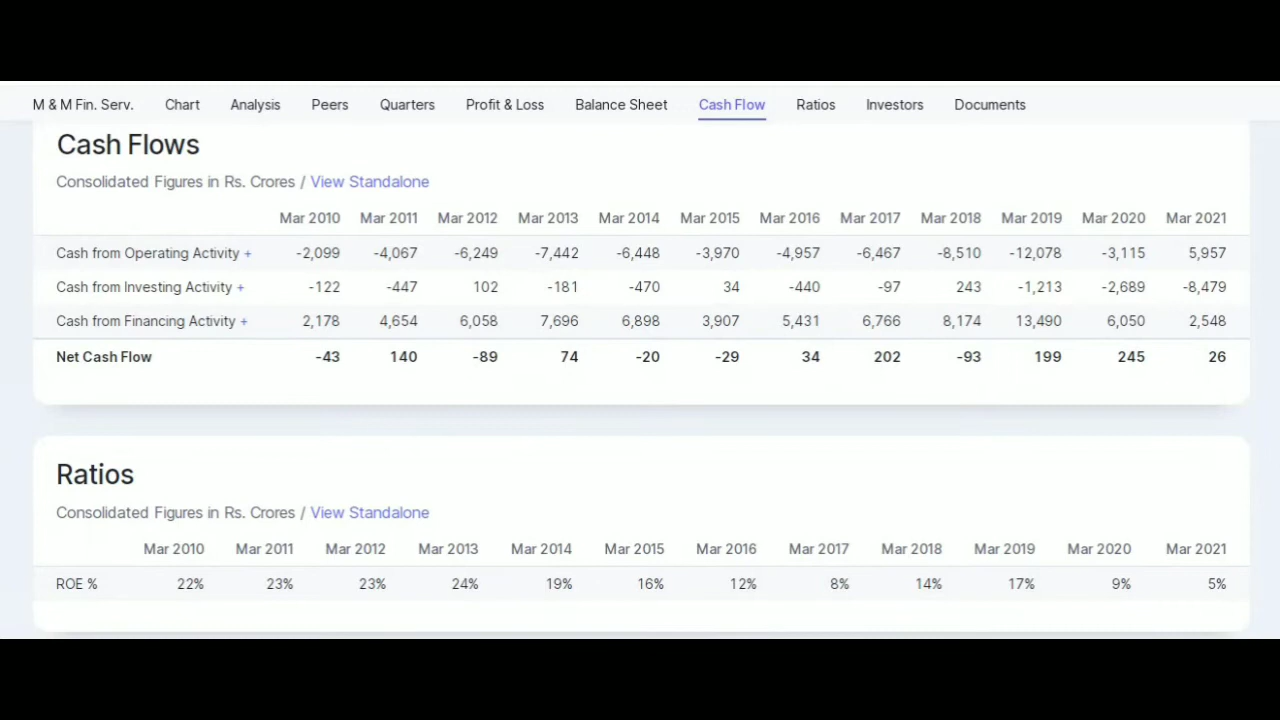 M & M Fin. Serv. Chart Analysis Peers Quarters Profit & Loss Balance Sheet Cash Flow Ratios Investors Documents
Cash Flows
Consolidated Figures in Rs. Crores / View Standalone
Mar 2010 Mar 2011 Mar 2012 Mar 2013 Mar 2014 Mar 2015 Mar 2016 Mar 2017 Mar 2018 Mar 2019 Mar 2020 Mar 2021
Cash from Operating Activity + -2,099 -4,067 -6,249 -7,442 -6,448 -3,970 -4,957 -6,467 -8,510 -12,078 -3,115 5,957
Cash from Investing Activity + -122 -447 102 -181 -470 34 -440 -97 243 -1,213 -2,689 -8,479
Cash from Financing Activity + 2,178 4,654 6,058 7,696 6,898 3,907 5,431 6,766 8,174 13,490 6,050 2,548
Net Cash Flow -43 140 -89 74 -20 -29 34 202 -93 199 245 26
Ratios
Consolidated Figures in Rs. Crores / View Standalone
Mar 2010 Mar 2011 Mar 2012 Mar 2013 Mar 2014 Mar 2015 Mar 2016 Mar 2017 Mar 2018 Mar 2019 Mar 2020 Mar 2021
ROE % 22% 23% 23% 24% 19% 16% 12% 8% 14% 17% 9% 5%